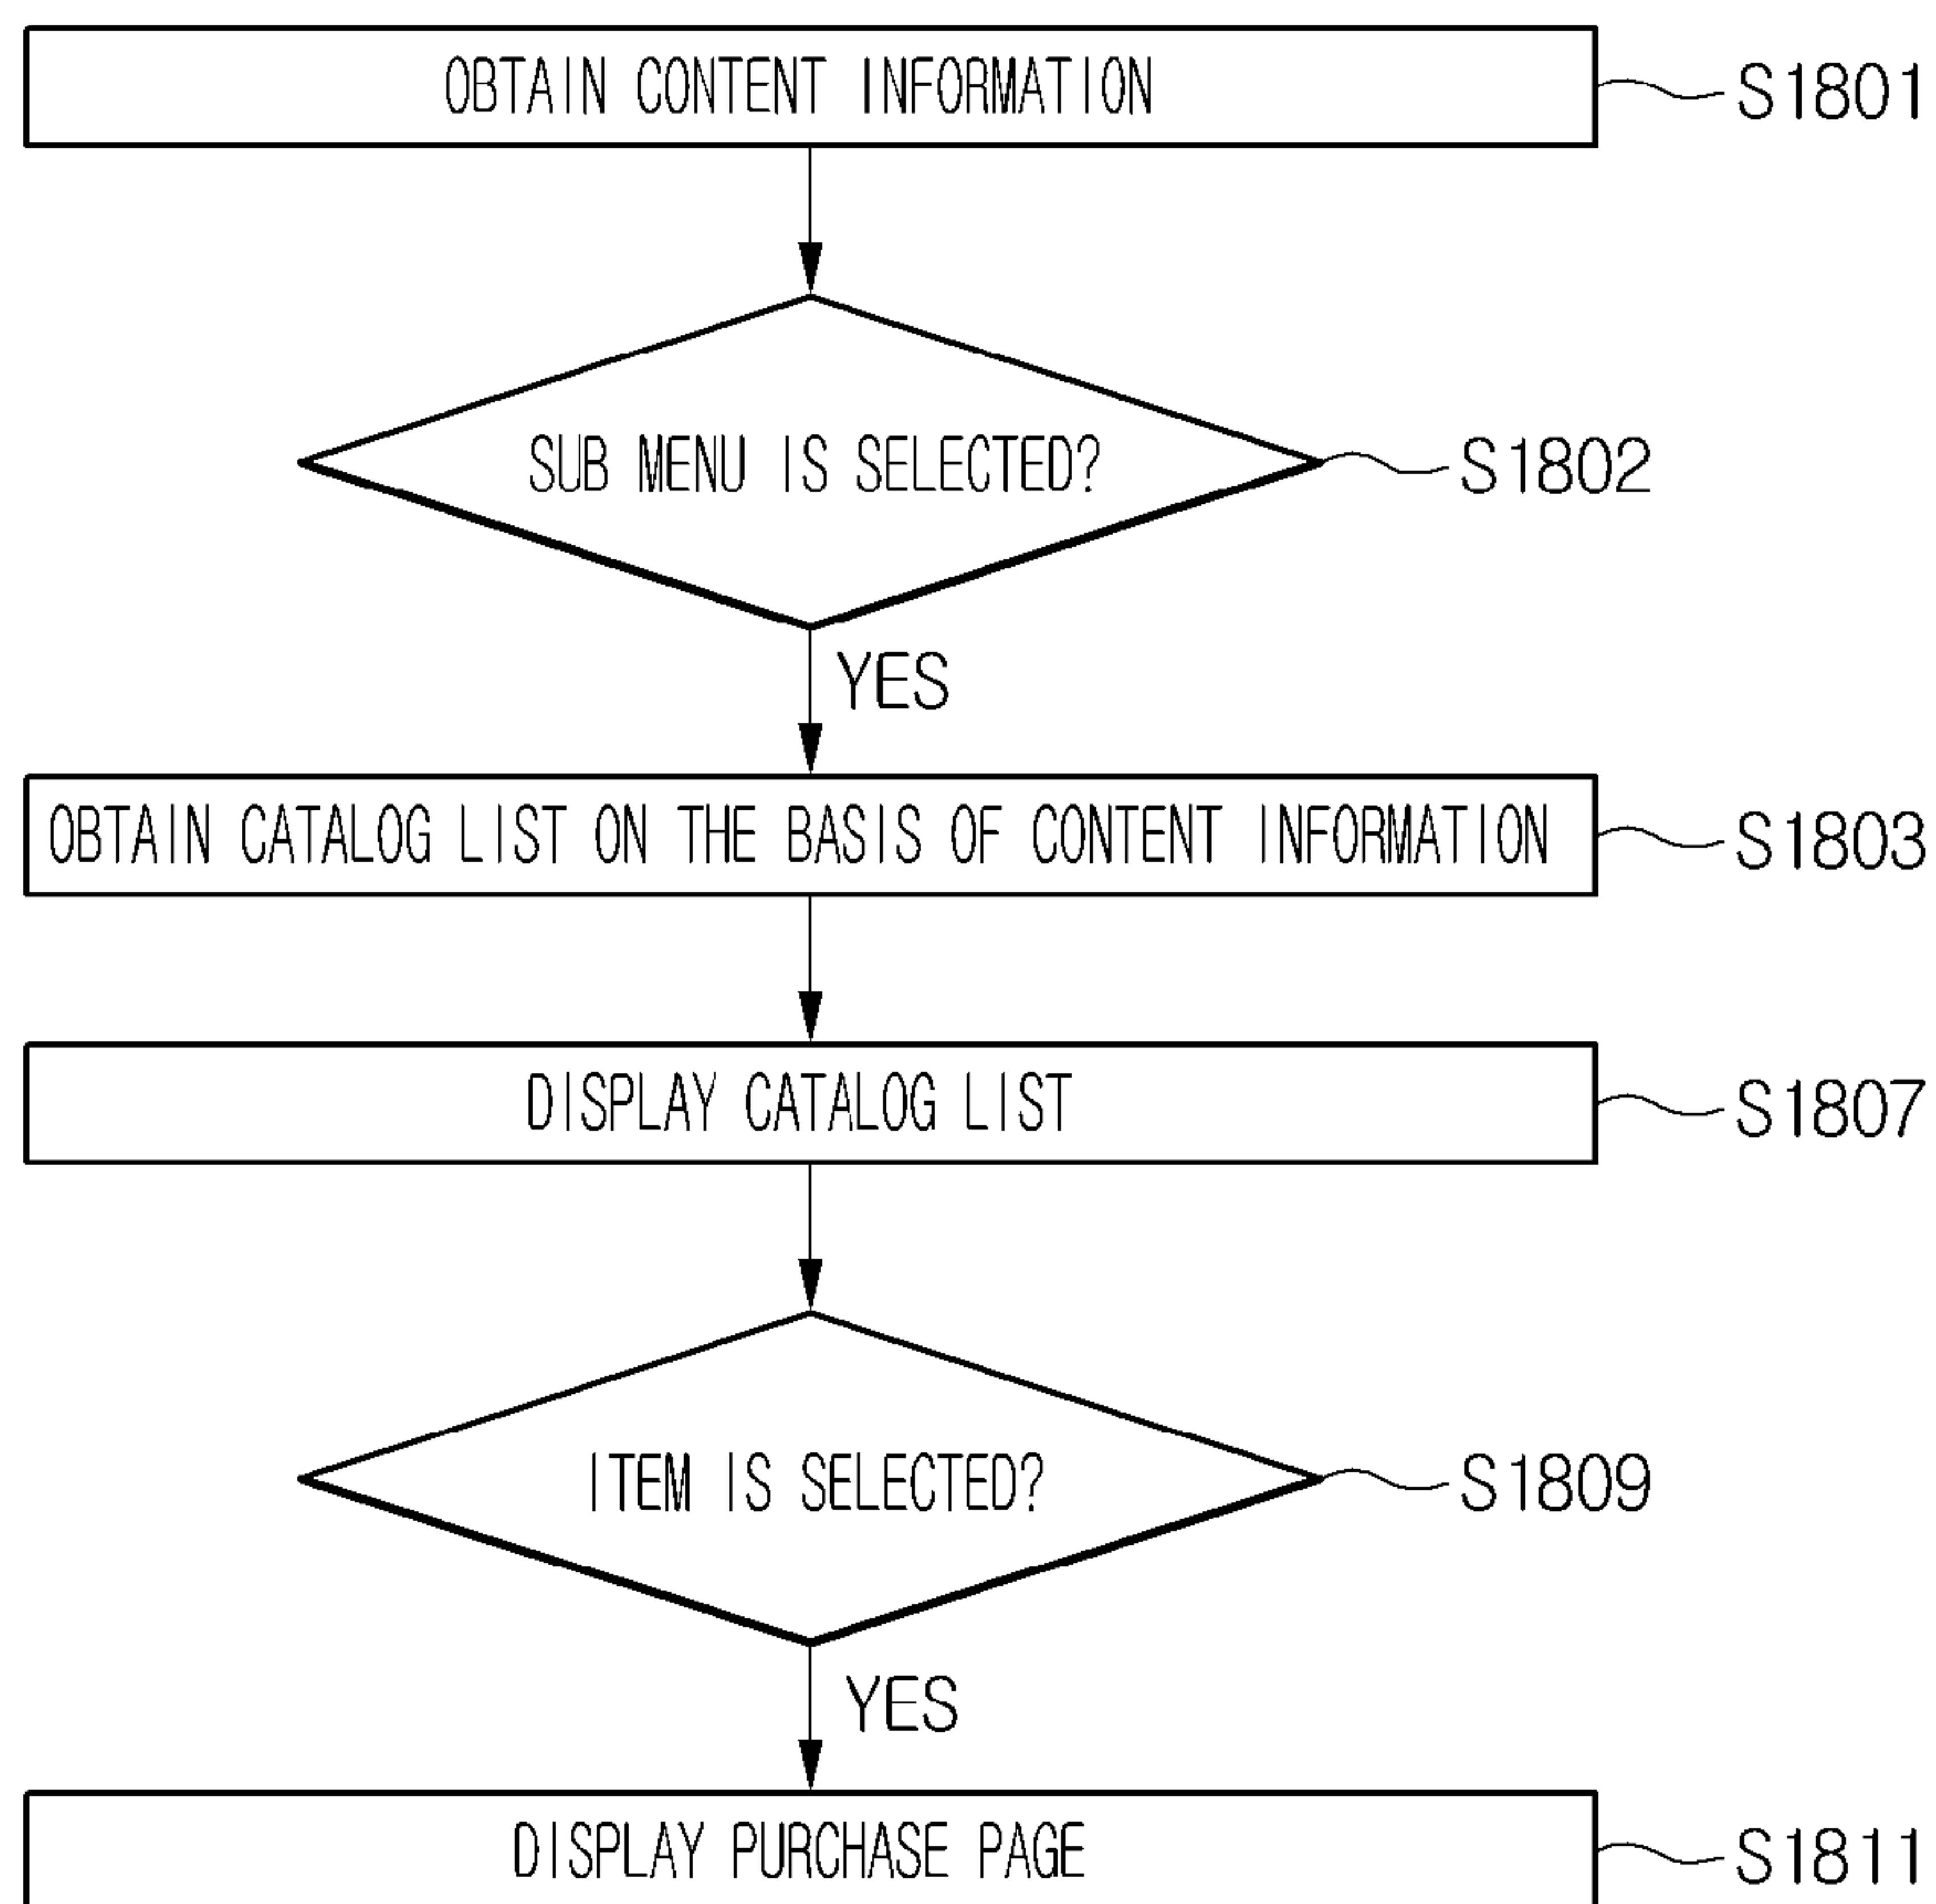 OBTAIN CONTENT INFORMATION
S1801
SUB MENU IS SELECTED?
S1802
YES
OBTAIN CATALOG LIST ON THE BASIS OF CONTENT INFORMATION
S1803
DISPLAY CATALOG LIST
S1807
ITEM IS SELECTED?
S1809
YES
DISPLAY PURCHASE PAGE
S1811